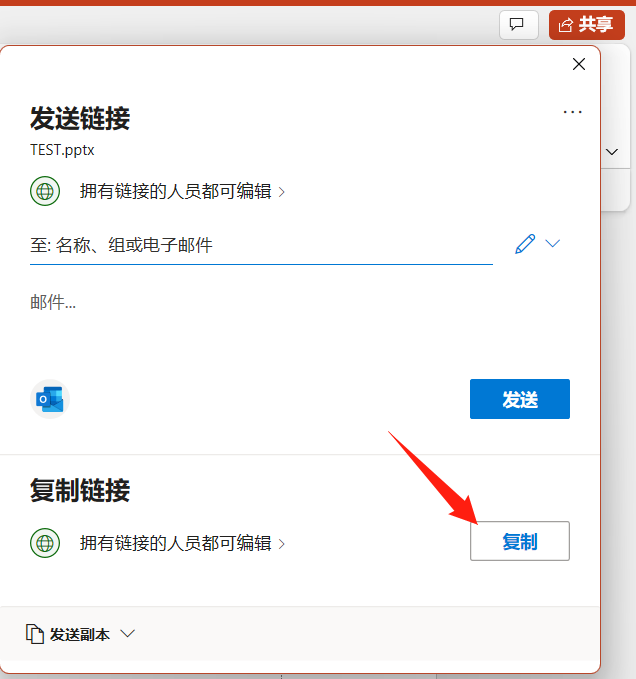 共享
发送链接
TEST.pptx
拥有链接的人员都可编辑
至: 名称、组或电子邮件
邮件...
发送
复制链接
拥有链接的人员都可编辑
复制
发送副本